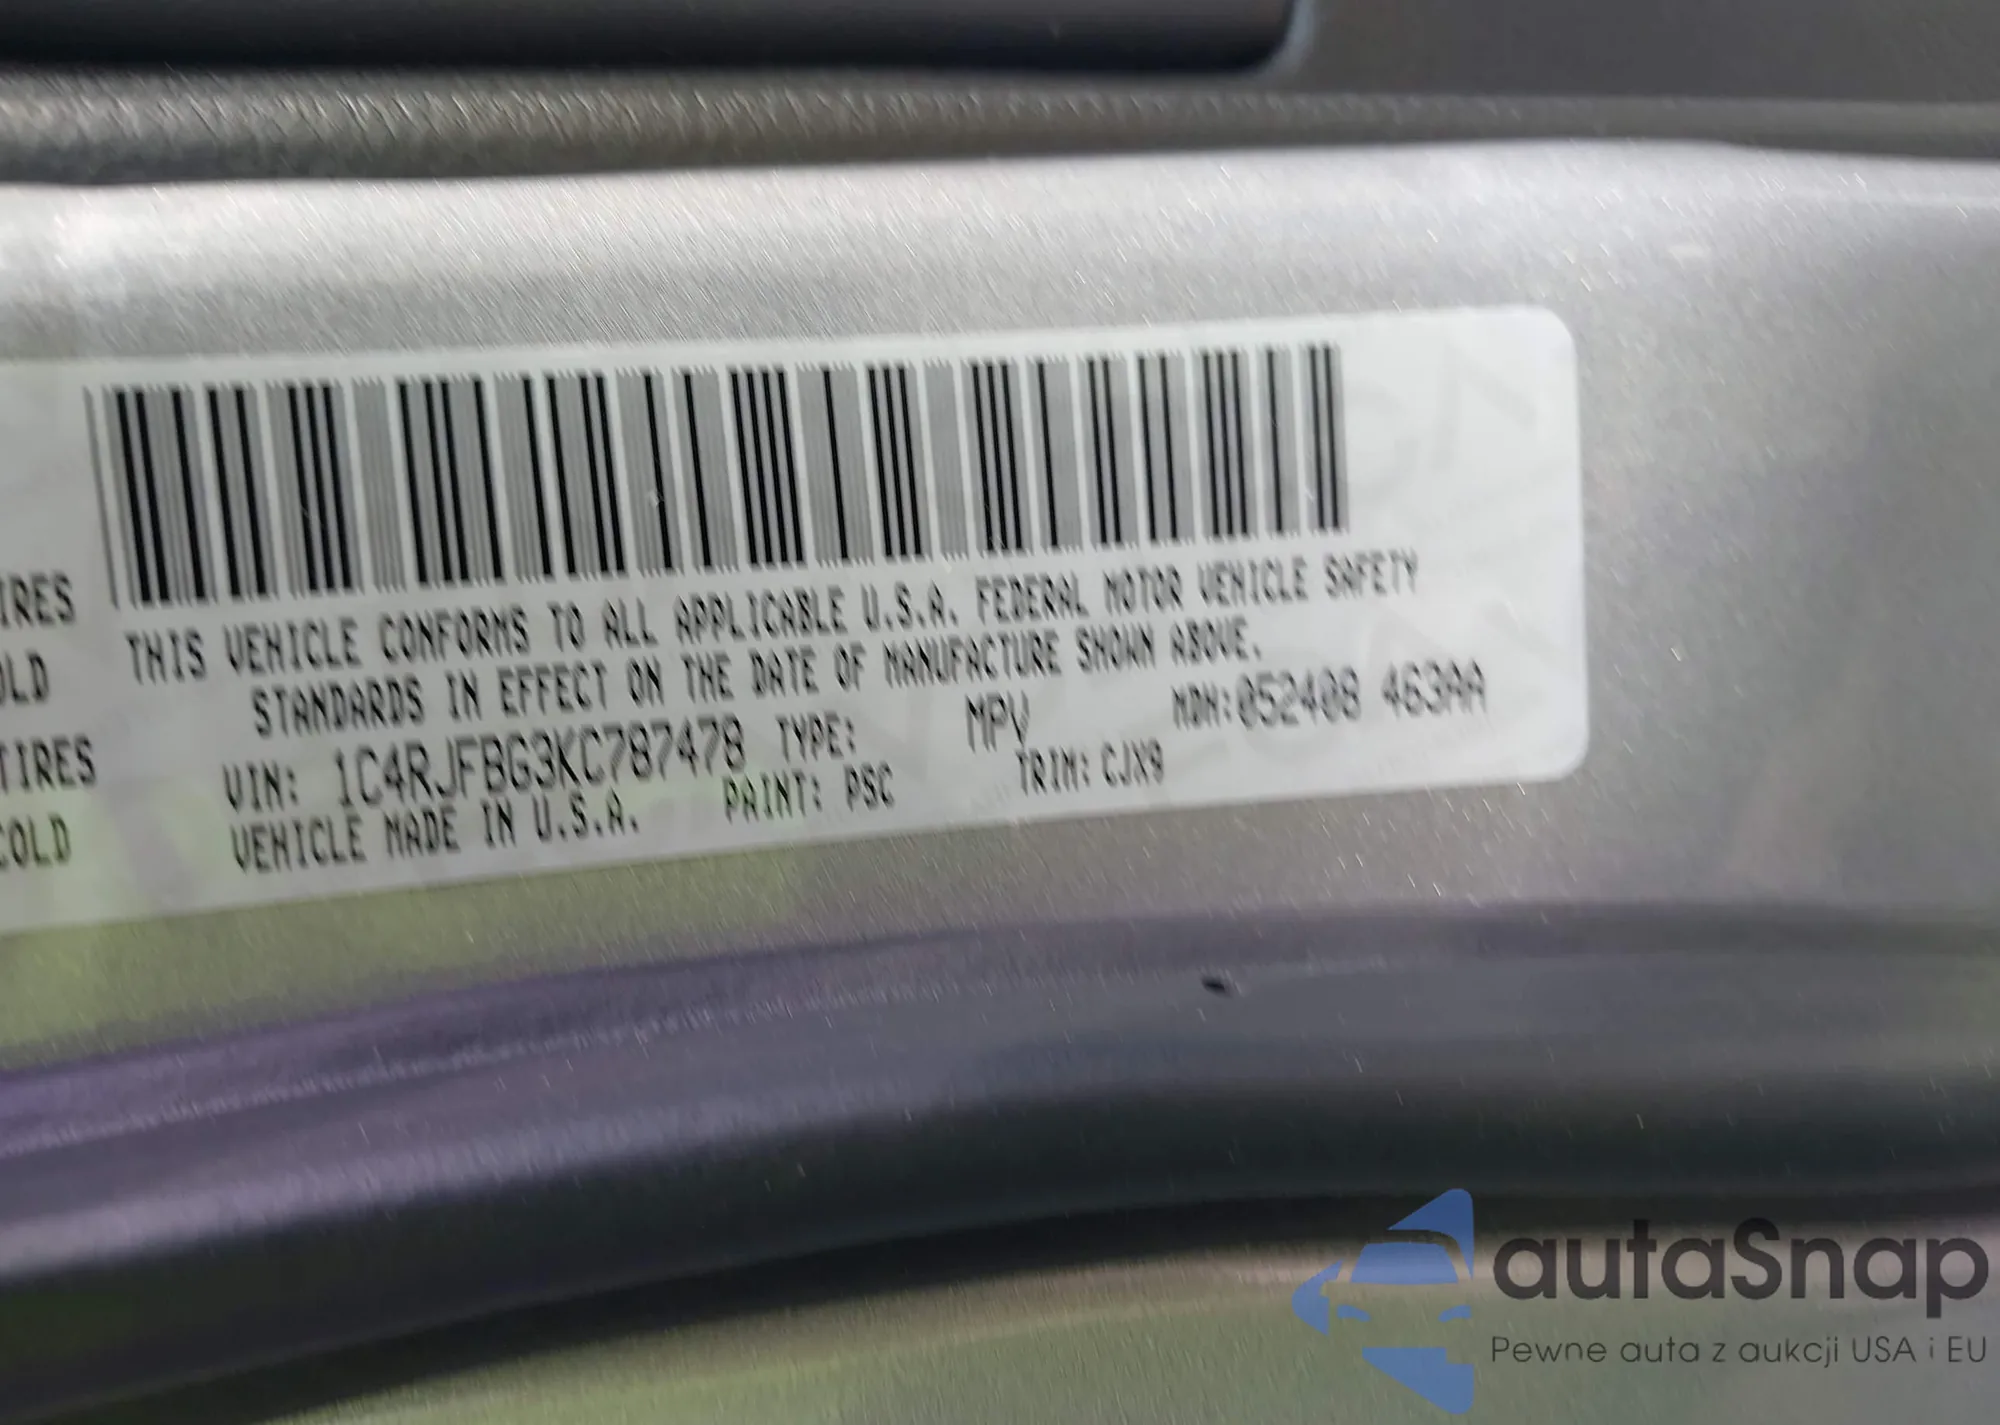 IRES
OLD
TIRES
COLD
THIS VEHICLE CONFORMS TO ALL APPLICABLE U.S.A. FEDERAL MOTOR VEHICLE SAFETY
STANDARDS IN EFFECT ON THE DATE OF MANUFACTURE SHOWN ABOVE.
VIN: 1C4RJFBG3KC787478 TYPE: MPV MDH:052408 463AA
VEHICLE MADE IN U.S.A. PAINT: PSC TRIM: CJX9
autaSnap
Pewne auta z aukcji USA i EU